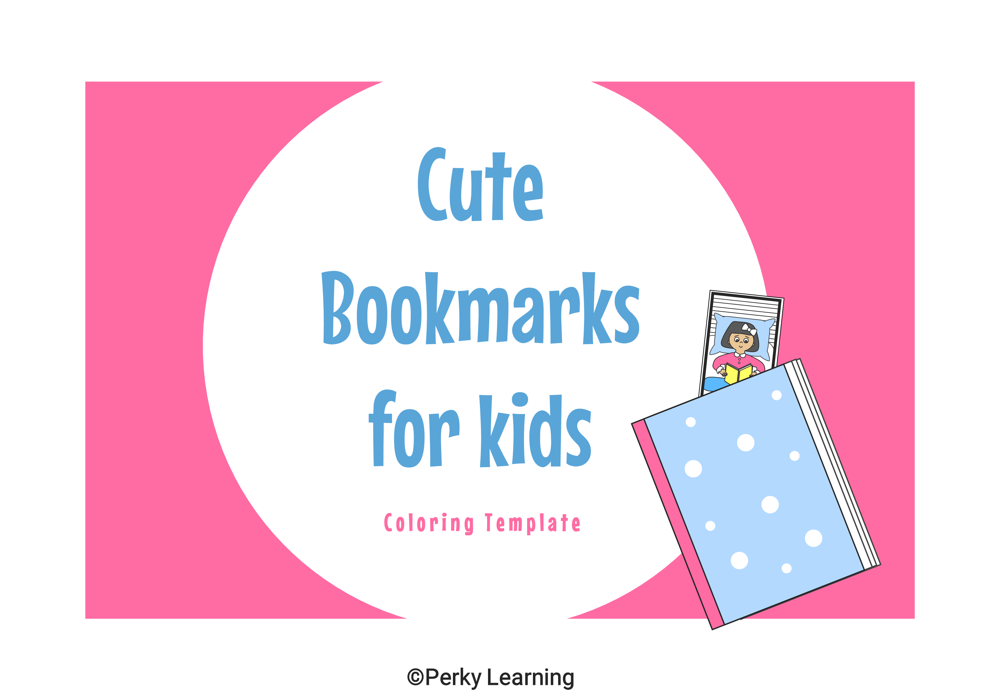 Cute
Bookmarks
for kids
Coloring Template
©Perky Learning